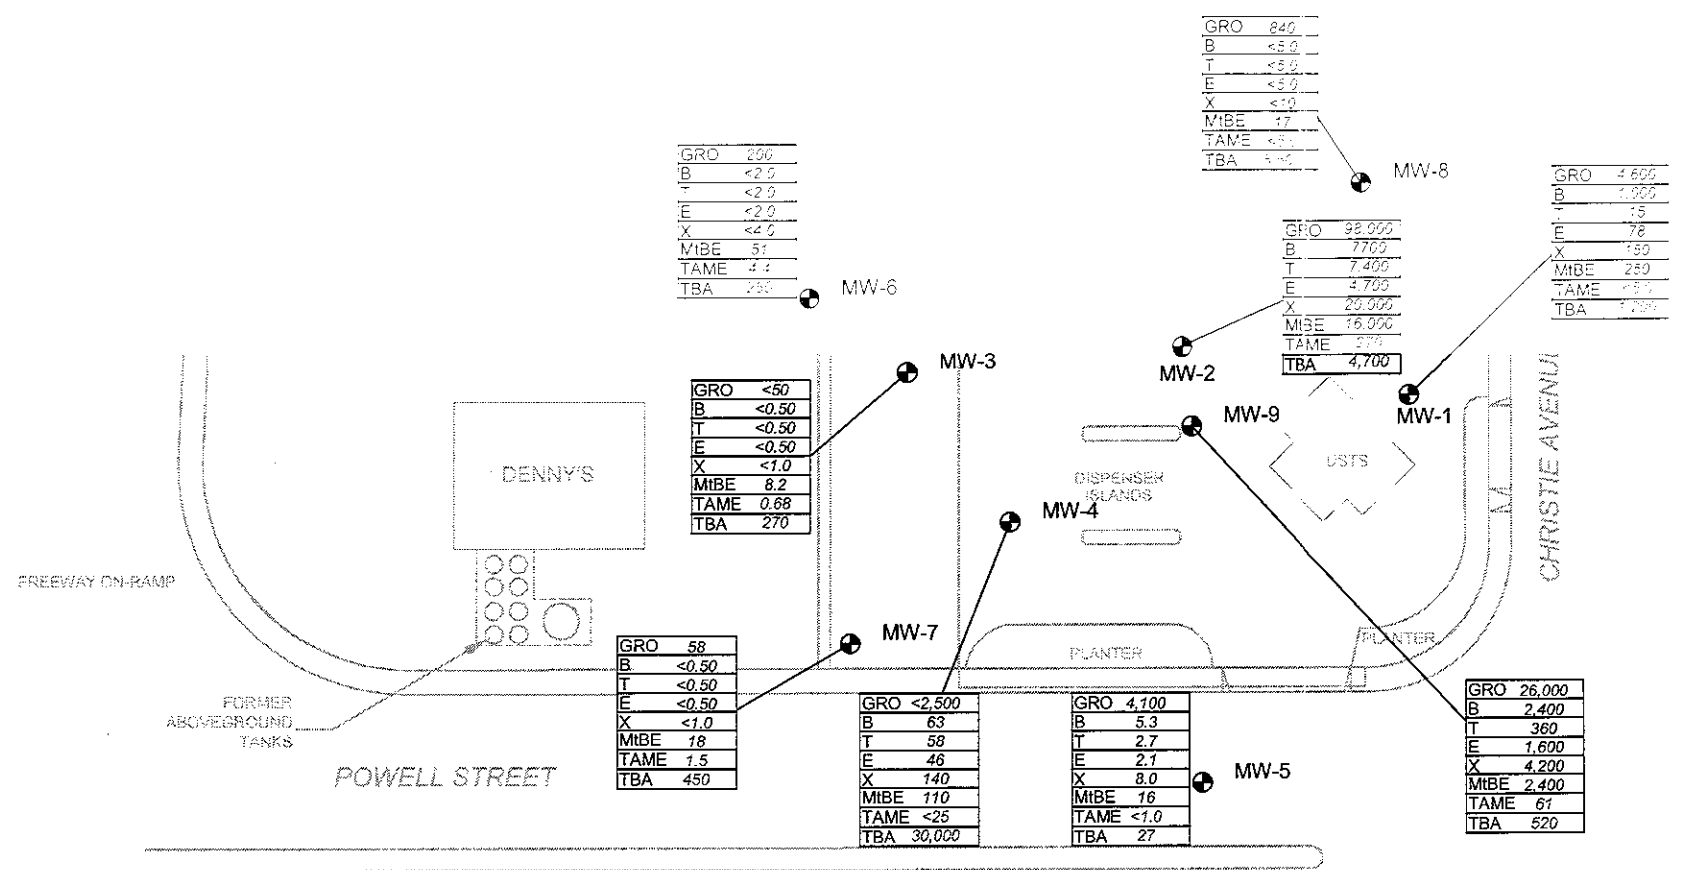 GRO 840
B <5.0
T <5.0
E <5.0
X <10
MtBE 17
TAME
TBA
MW-8
GRO 200
B <2.0
T <2.0
E <2.0
X <4.0
MtBE 51
TAME 4.4
TBA
MW-6
GRO 4,600
B
T 15
E 78
X
MtBE 250
TAME
TBA
GRO 98,000
B 7700
T 7,400
E 4,700
X 20,000
MtBE 16,000
TAME
TBA 4,700
MW-2
MW-1
MW-3
GRO <50
B <0.50
T <0.50
E <0.50
X <1.0
MtBE 8.2
TAME 0.68
TBA 270
MW-9
DENNY'S
DISPENSER
ISLANDS
USTS
CHRISTIE AVENU
MW-4
FREEWAY ON-RAMP
MW-7
PLANTER
PLANTER
FORMER
ABOVEGROUND
TANKS
POWELL STREET
GRO 58
B <0.50
T <0.50
E <0.50
X <1.0
MtBE 18
TAME 1.5
TBA 450
GRO <2,500
B 63
T 58
E 46
X 140
MtBE 110
TAME <25
TBA 30,000
GRO 4,100
B 5.3
T 2.7
E 2.1
X 8.0
MtBE 16
TAME <1.0
TBA 27
MW-5
GRO 26,000
B 2,400
T 360
E 1,600
X 4,200
MtBE 2,400
TAME 61
TBA 520